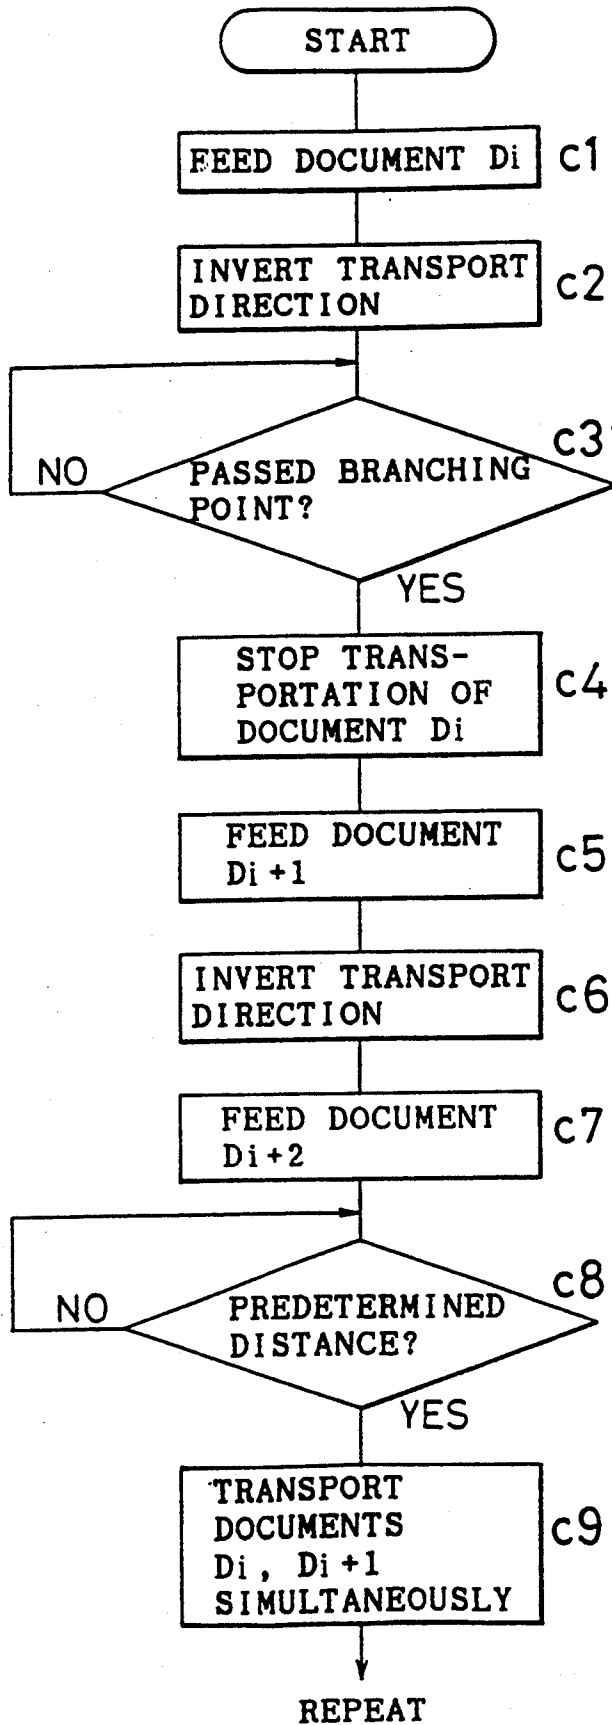 START
FEED DOCUMENT Di
c1
INVERT TRANSPORT
DIRECTION
c2
c3
NO
PASSED BRANCHING
POINT?
YES
STOP TRANS-
PORTATION OF
DOCUMENT Di
c4
FEED DOCUMENT
Di+1
c5
INVERT TRANSPORT
DIRECTION
c6
FEED DOCUMENT
Di+2
c7
c8
NO
PREDETERMINED
DISTANCE?
YES
TRANSPORT
DOCUMENTS
Di, Di+1
SIMULTANEOUSLY
c9
REPEAT